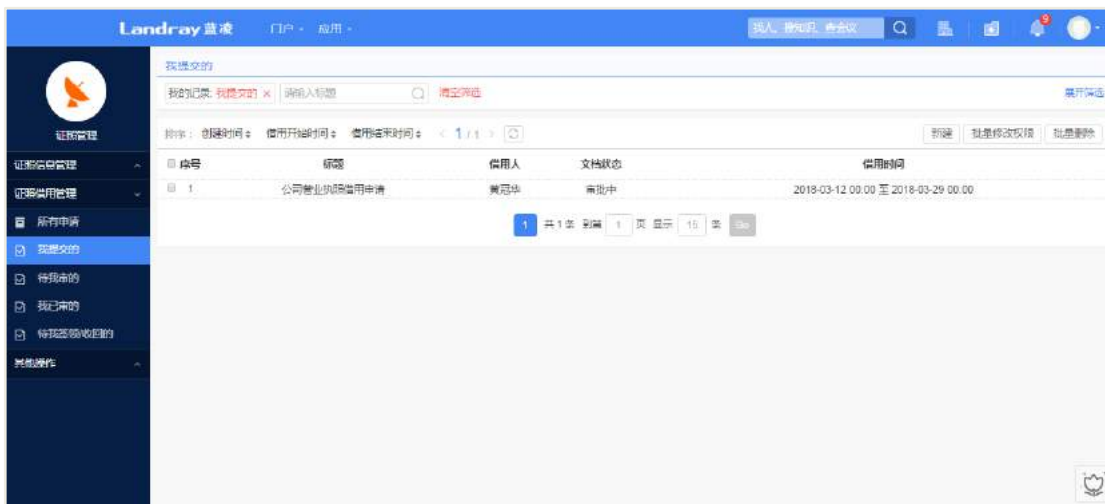 Landray 蓝凌 门户 应用 找人、搜知识、查会议 9
我提交的
我的记录: 我提交的 × 请输入标题 清空筛选 展开筛选
证照管理
排序： 创建时间 借用开始时间 借用结束时间 < 1 / 1 > 新建 批量修改权限 批量删除
证照信息管理
序号 标题 借用人 文档状态 借用时间
证照借用管理
1 公司营业执照借用申请 黄冠华 审批中 2018-03-12 00:00 至 2018-03-29 00:00
所有申请
1 共1条 到第 1 页 显示 15 条 Go
我提交的
待我审的
我已审的
待我签领/收回的
其他操作